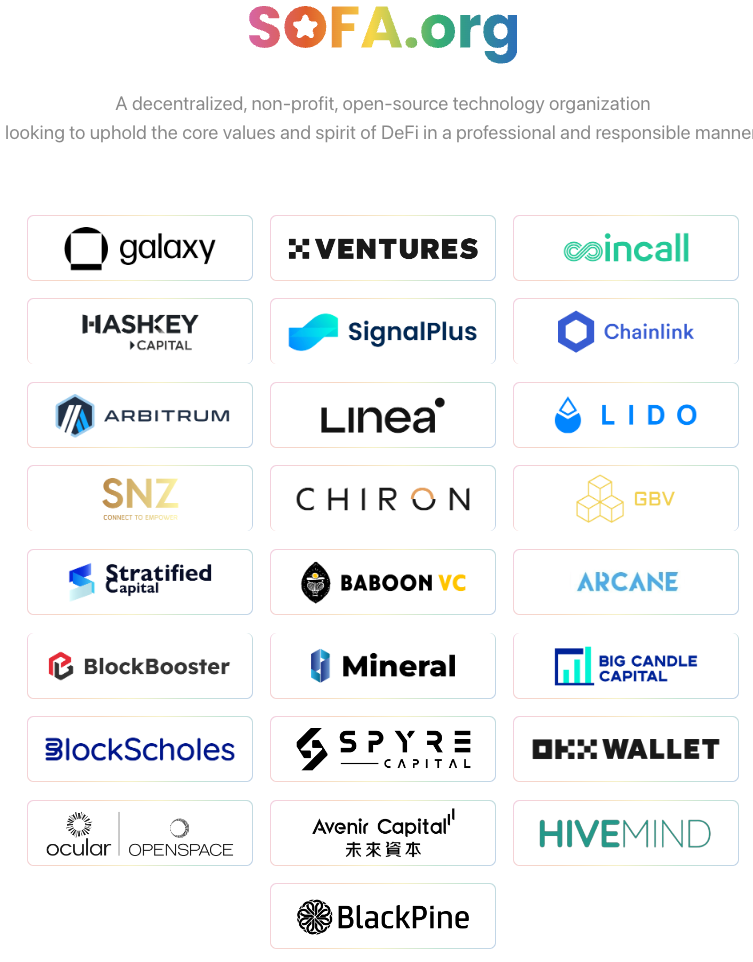 SOFA.org
A decentralized, non-profit, open-source technology organization
looking to uphold the core values and spirit of DeFi in a professional and responsible manner
galaxy
VENTURES
coincall
HASHKEY
CAPITAL
SignalPlus
Chainlink
ARBITRUM
Linea
LIDO
SNZ
CONNECT TO EMPOWER
CHIRON
GBV
Stratified
Capital
BABOON VC
ARCANE
BlockBooster
Mineral
BIG CANDLE
CAPITAL
BlockScholes
SPYRE
CAPITAL
OKX WALLET
ocular
OPENSPACE
Avenir Capital
未來資本
HIVEMIND
BlackPine